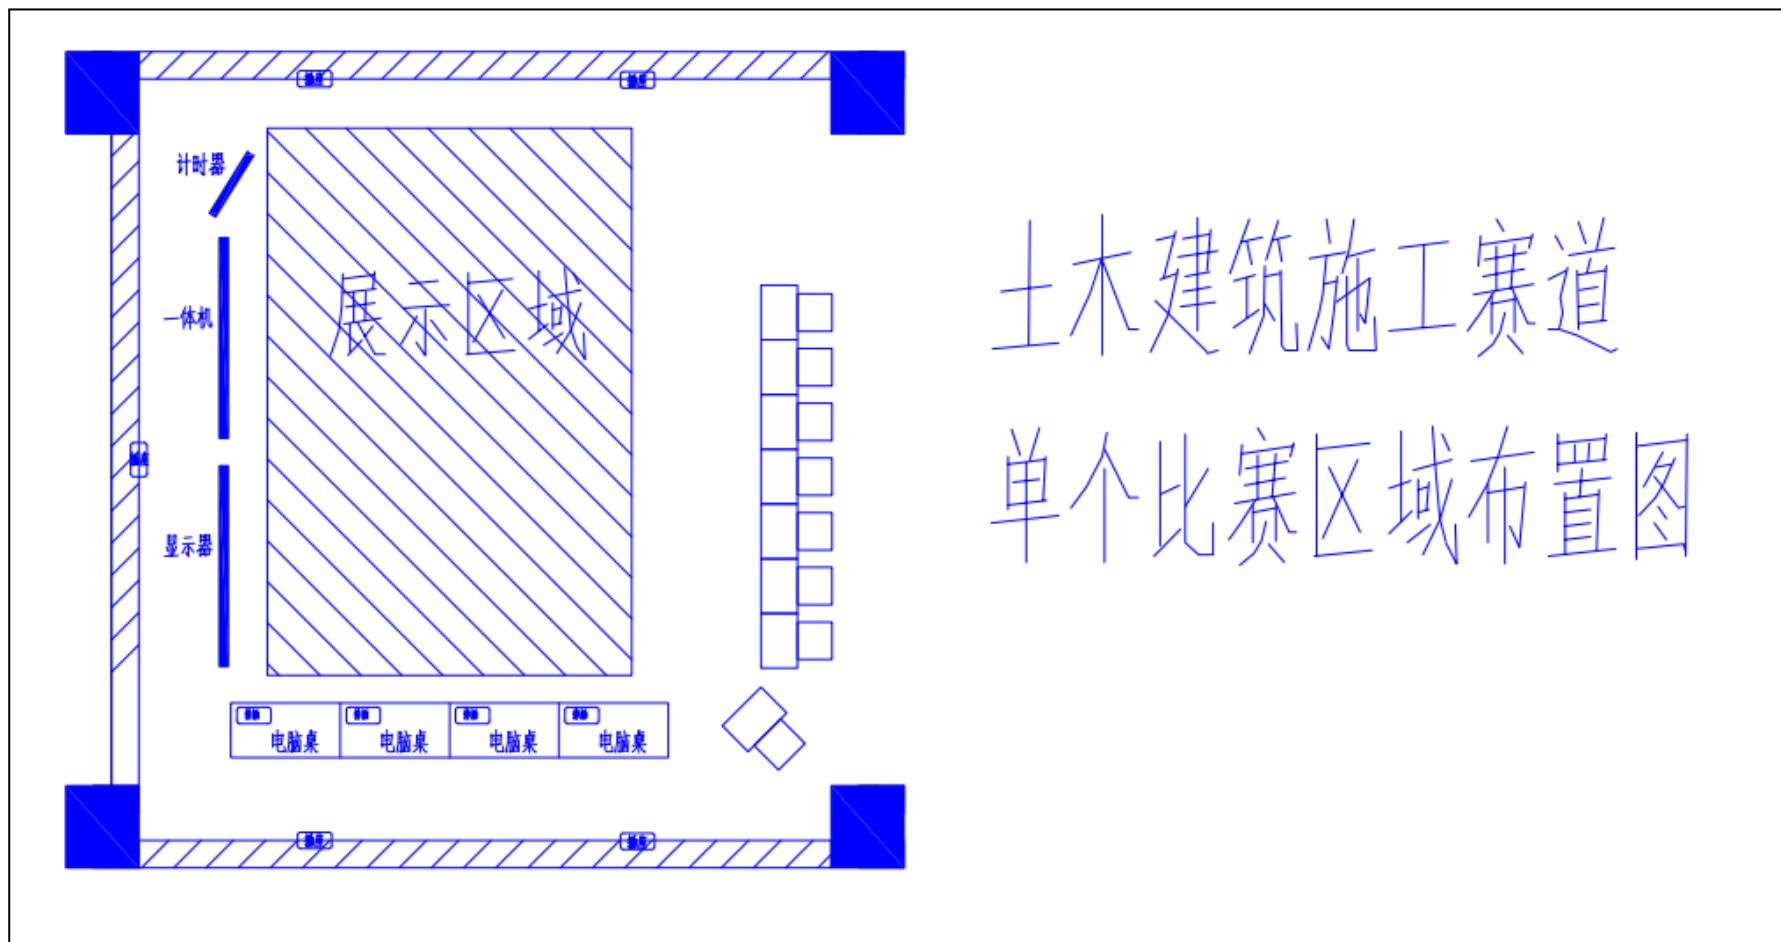 计时器
展示区域
一体机
显示器
电脑桌
电脑桌
电脑桌
电脑桌
土木建筑施工赛道
单个比赛区域布置图